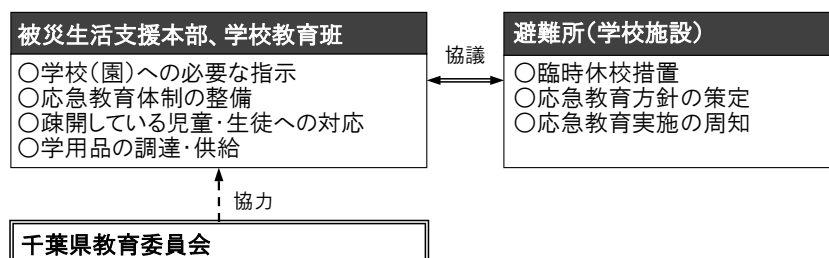 被災生活支援本部、学校教育班
○学校(園)への必要な指示
○応急教育体制の整備
○疎開している児童・生徒への対応
○学用品の調達・供給
協議
避難所(学校施設)
○臨時休校措置
○応急教育方針の策定
○応急教育実施の周知
協力
千葉県教育委員会